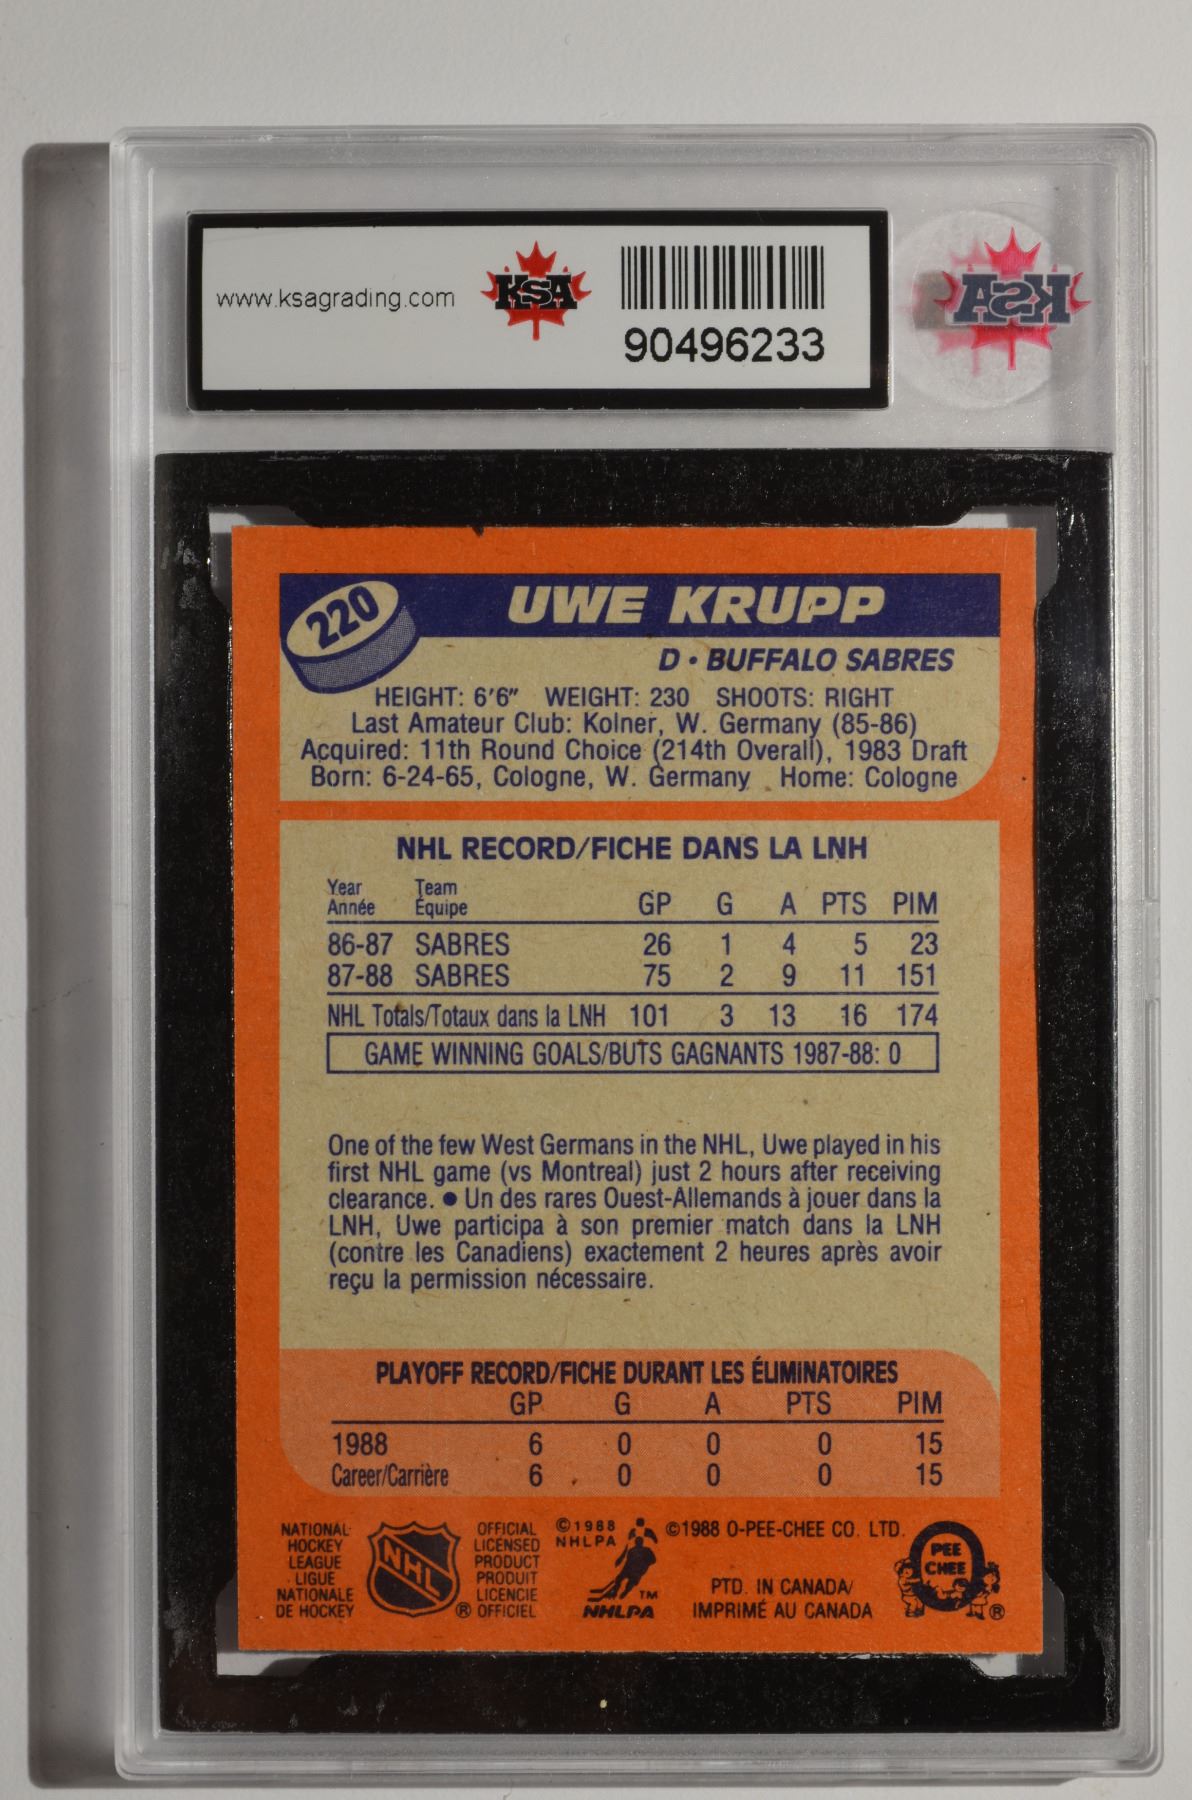 www.ksagrading.com
KSA
90496233
KSA
220
UWE KRUPP
D • BUFFALO SABRES
HEIGHT: 6'6" WEIGHT: 230 SHOOTS: RIGHT
Last Amateur Club: Kolner, W. Germany (85-86)
Acquired: 11th Round Choice (214th Overall), 1983 Draft
Born: 6-24-65, Cologne, W. Germany Home: Cologne
NHL RECORD/FICHE DANS LA LNH
Year Team
Année Équipe GP G A PTS PIM
86-87 SABRES 26 1 4 5 23
87-88 SABRES 75 2 9 11 151
NHL Totals/Totaux dans la LNH 101 3 13 16 174
GAME WINNING GOALS/BUTS GAGNANTS 1987-88: 0
One of the few West Germans in the NHL, Uwe played in his
first NHL game (vs Montreal) just 2 hours after receiving
clearance. ● Un des rares Ouest-Allemands à jouer dans la
LNH, Uwe participa à son premier match dans la LNH
(contre les Canadiens) exactement 2 heures après avoir
reçu la permission nécessaire.
PLAYOFF RECORD/FICHE DURANT LES ÉLIMINATOIRES
GP G A PTS PIM
1988 6 0 0 0 15
Career/Carrière 6 0 0 0 15
NATIONAL
HOCKEY
LEAGUE
LIGUE
NATIONALE
DE HOCKEY
NHL
®
OFFICIAL
LICENSED
PRODUCT
PRODUIT
LICENCIE
OFFICIEL
©1988
NHLPA
TM
NHLPA
©1988 O-PEE-CHEE CO. LTD.
PTD. IN CANADA/
IMPRIMÉ AU CANADA
O
PEE
CHEE
®